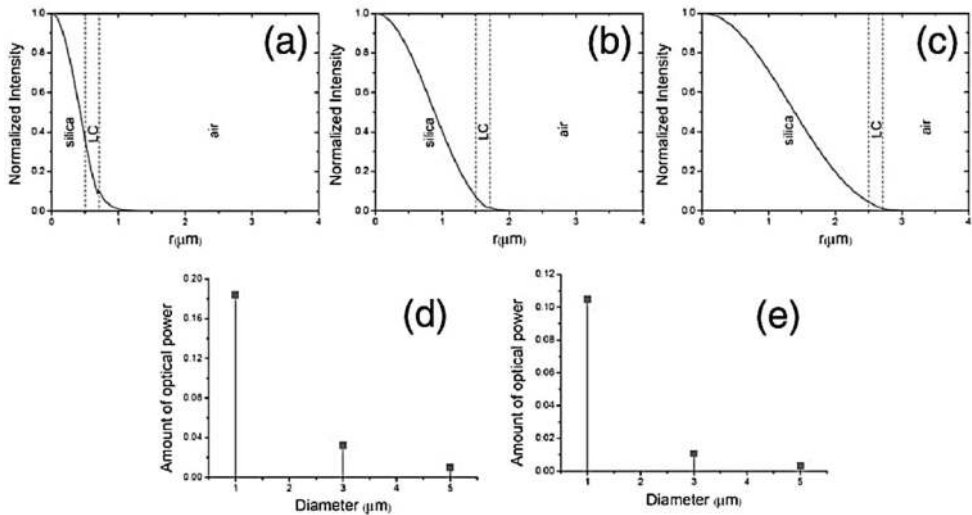 (a)
Normalized Intensity
1.0
0.8
0.6
0.4
0.2
0.0
silica
LC
air
0 1 2 3 4
r(μm)
(b)
Normalized Intensity
1.0
0.8
0.6
0.4
0.2
0.0
silica
LC
air
0 1 2 3 4
r(μm)
(c)
Normalized Intensity
1.0
0.8
0.6
0.4
0.2
0.0
silica
LC
air
0 1 2 3 4
r(μm)
(d)
Amount of optical power
0.20
0.16
0.12
0.08
0.04
0.00
1 2 3 4 5
Diameter (μm)
(e)
Amount of optical power
0.12
0.10
0.08
0.06
0.04
0.02
0.00
1 2 3 4 5
Diameter (μm)